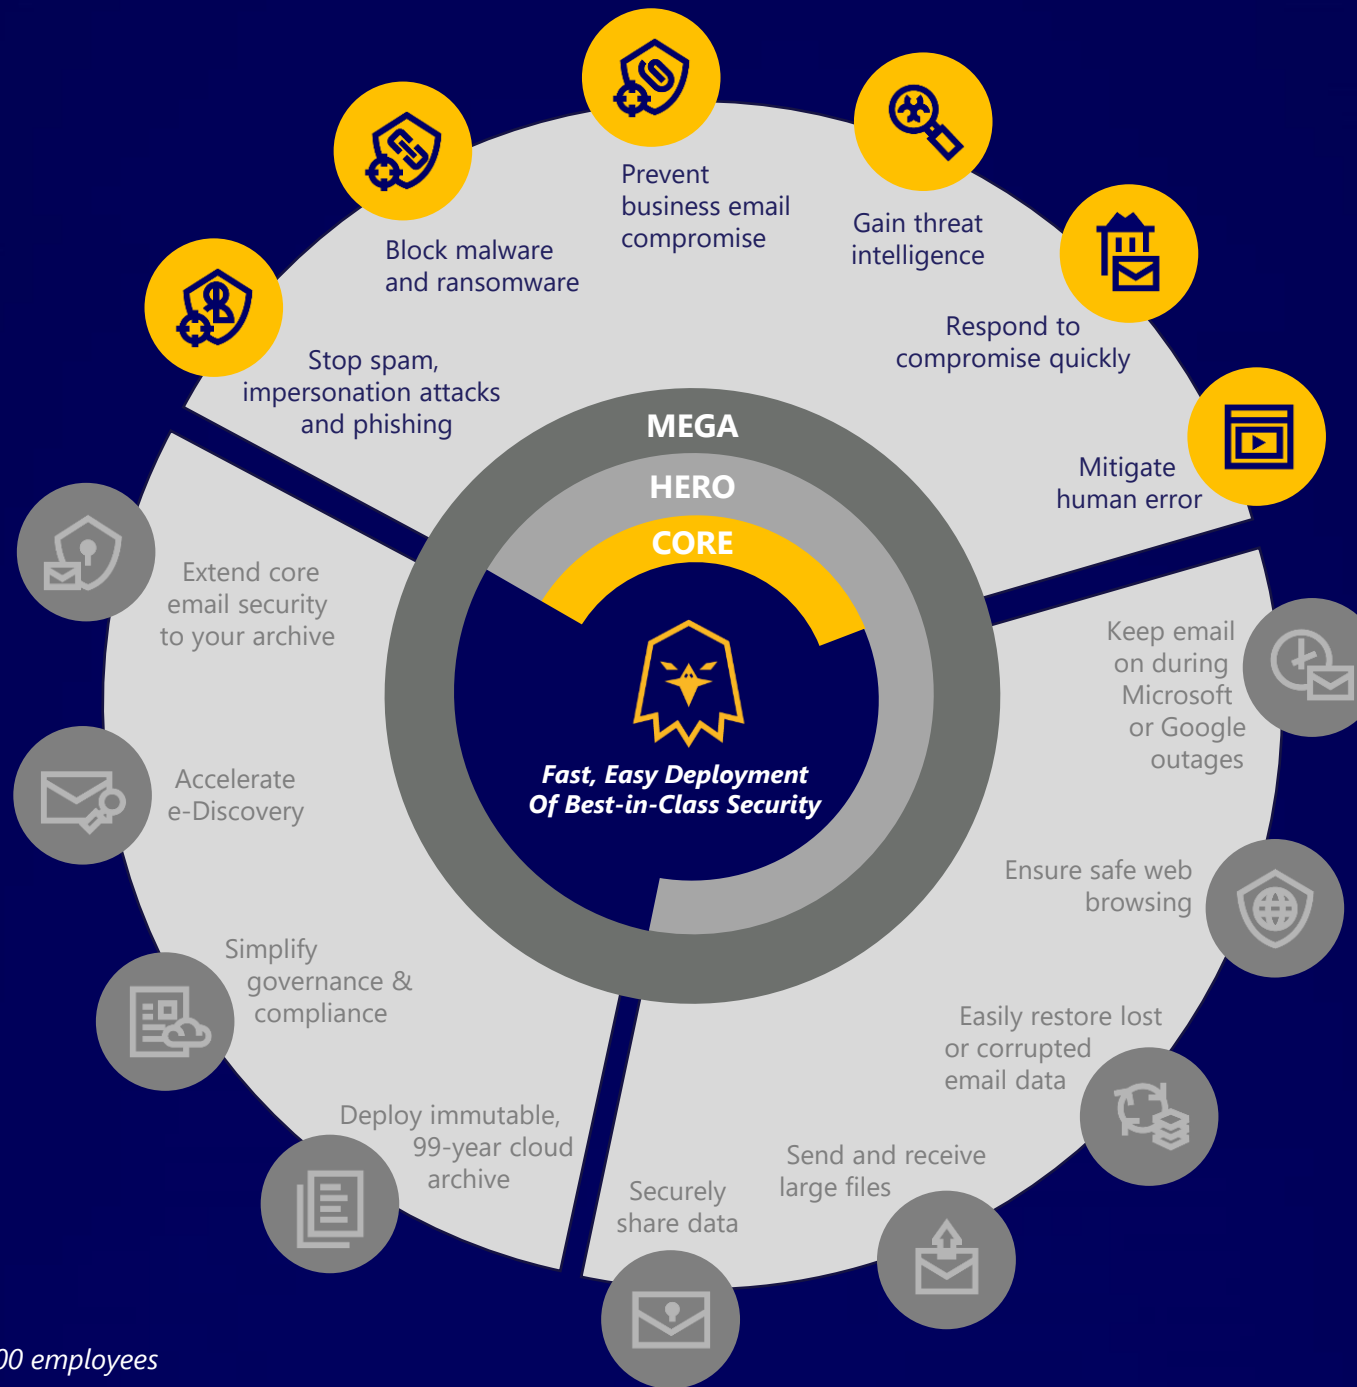 Prevent
business email
compromise
Block malware
and ransomware
Gain threat
intelligence
Stop spam,
impersonation attacks
and phishing
Respond to
compromise quickly
Mitigate
human error
MEGA
HERO
CORE
Fast, Easy Deployment
Of Best-in-Class Security
Extend core
email security
to your archive
Accelerate
e-Discovery
Simplify
governance &
compliance
Deploy immutable,
99-year cloud
archive
Keep email
on during
Microsoft
or Google
outages
Ensure safe web
browsing
Easily restore lost
or corrupted
email data
Send and receive
large files
Securely
share data
employees